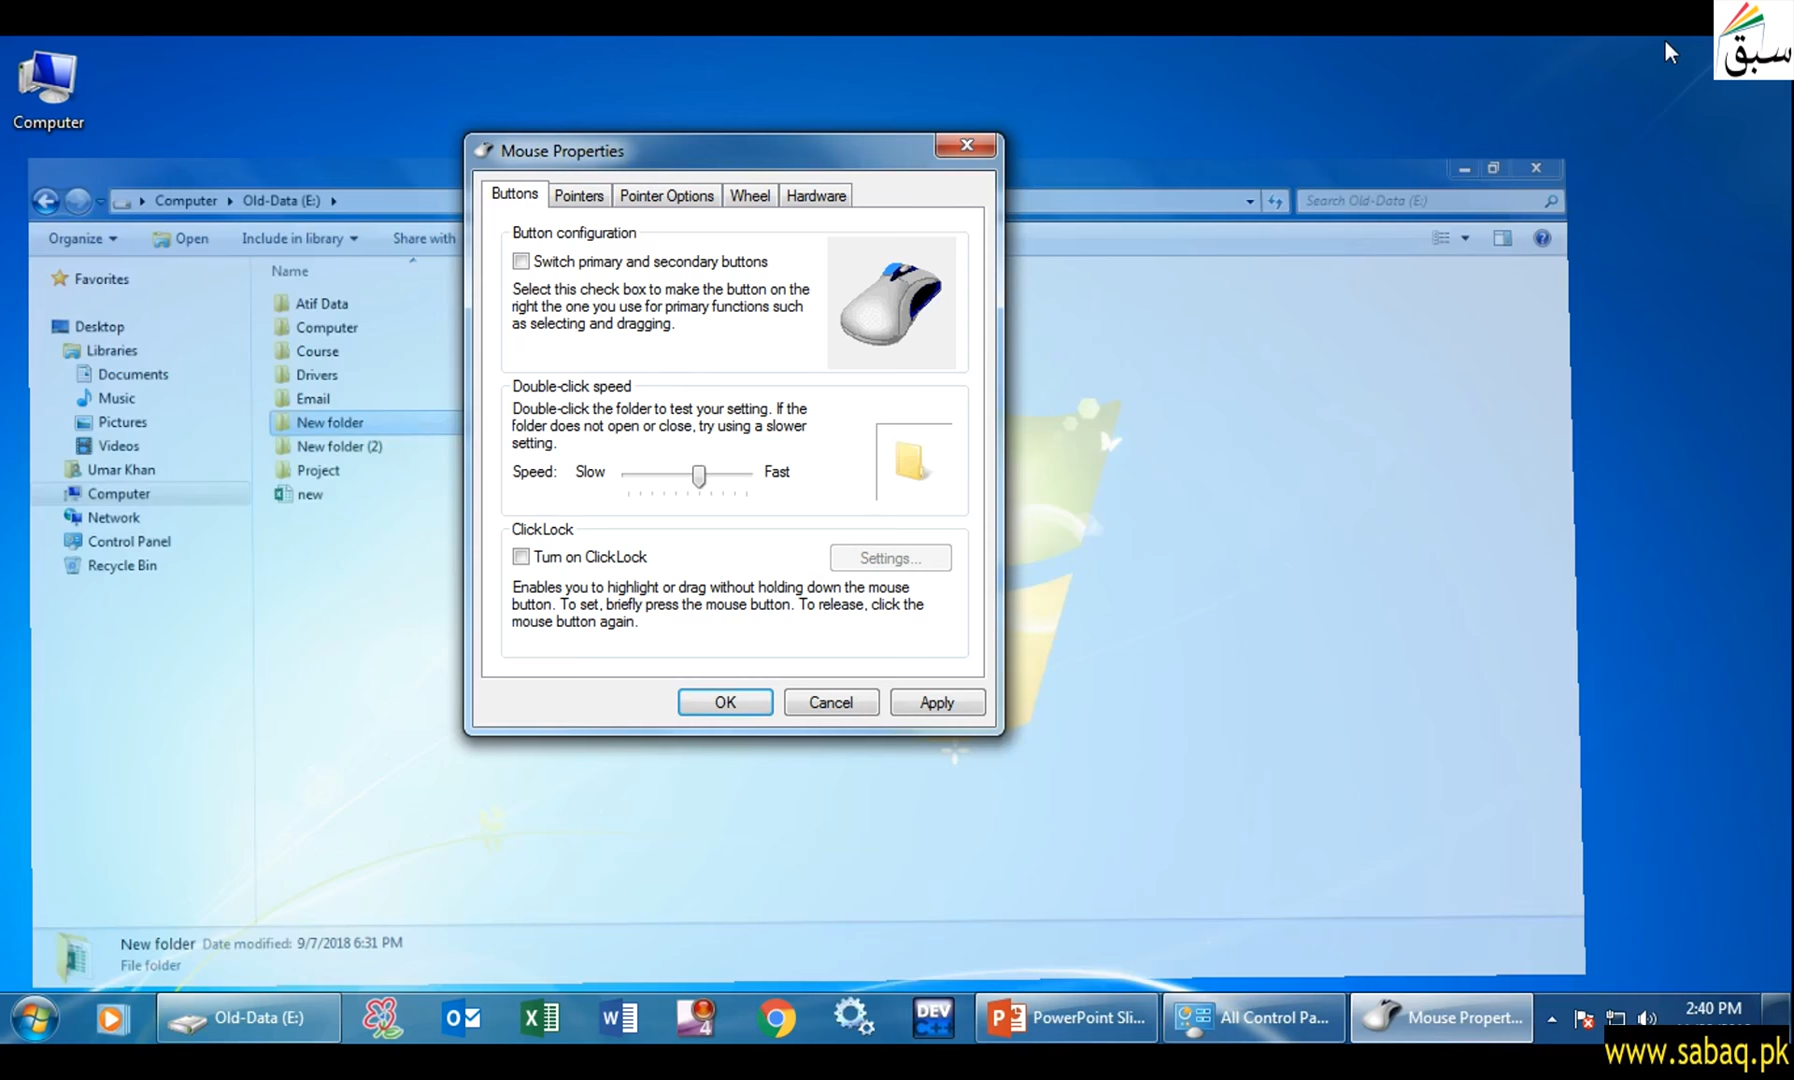 سبق
Computer
Mouse Properties
Computer
Old-Data (E:)
Search Old-Data (E:)
Buttons
Pointers
Pointer Options
Wheel
Hardware
Organize
Open
Include in library
Share with
Favorites
Desktop
Libraries
Documents
Music
Pictures
Videos
Umar Khan
Computer
Network
Control Panel
Recycle Bin
Name
Atif Data
Computer
Course
Drivers
Email
New folder
New folder (2)
Project
new
Button configuration
Switch primary and secondary buttons
Select this check box to make the button on the
right the one you use for primary functions such
as selecting and dragging.
Double-click speed
Double-click the folder to test your setting. If the
folder does not open or close, try using a slower
setting.
Speed: Slow Fast
ClickLock
Turn on ClickLock
Settings...
Enables you to highlight or drag without holding down the mouse
button. To set, briefly press the mouse button. To release, click the
mouse button again.
OK
Cancel
Apply
New folder Date modified: 9/7/2018 6:31 PM
File folder
Old-Data (E:)
4
DEV
C++
PowerPoint Sli...
All Control Pa...
Mouse Propert...
2:40 PM
www.sabaq.pk